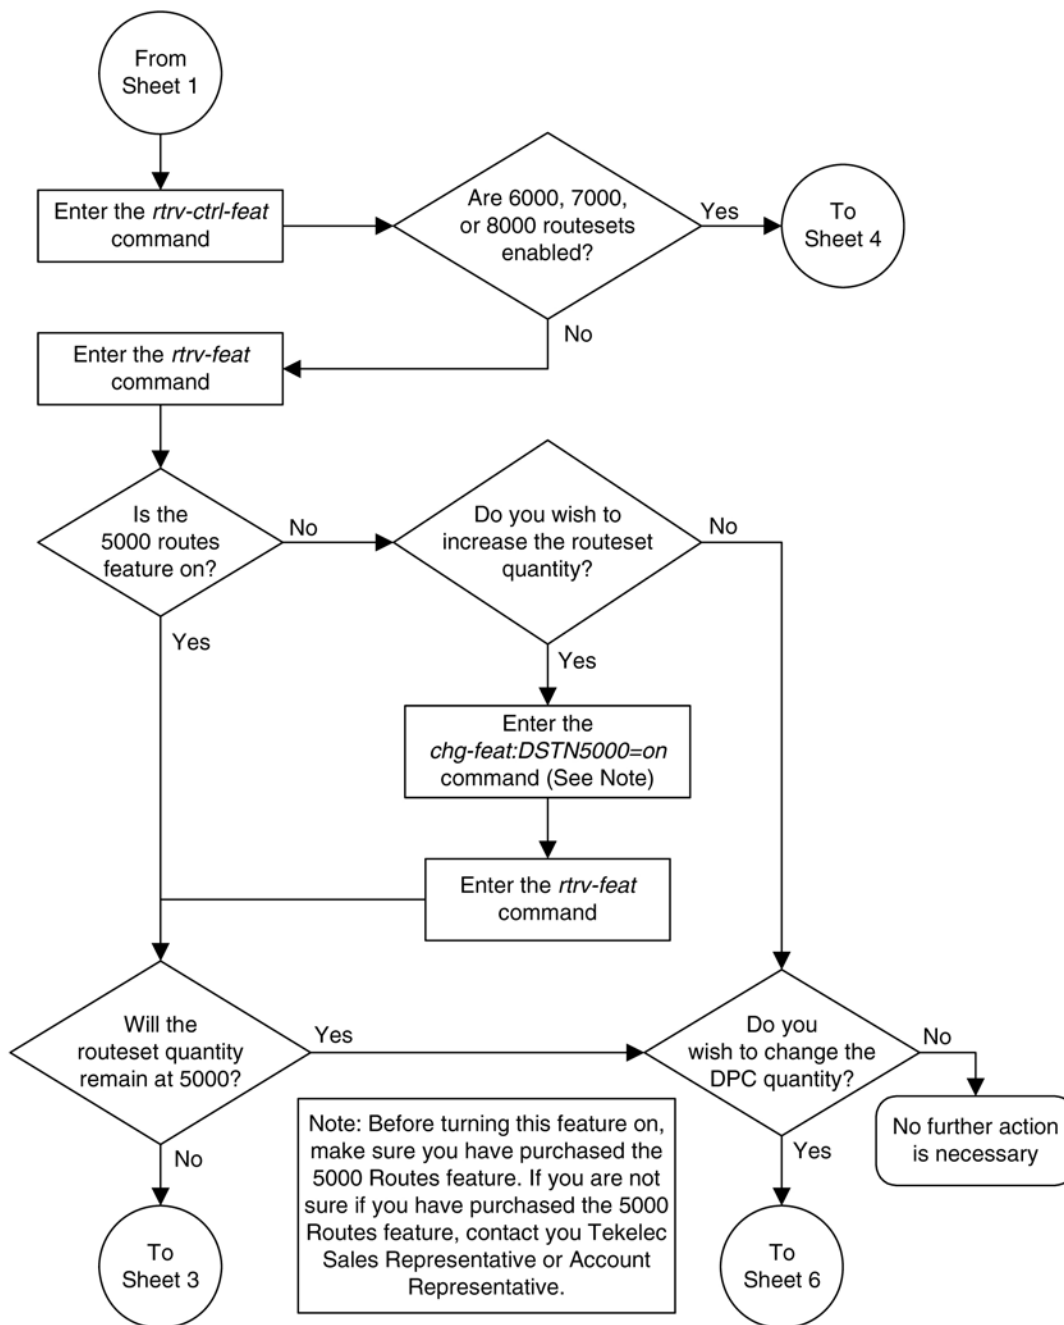 From
Sheet 1
Enter the rtrv-ctrl-feat
command
Are 6000, 7000,
or 8000 routesets
enabled?
Yes
To
Sheet 4
No
Enter the rtrv-feat
command
Is the
5000 routes
feature on?
No
Do you wish to
increase the routeset
quantity?
No
Yes
Yes
Enter the
chg-feat:DSTN5000=on
command (See Note)
Enter the rtrv-feat
command
Will the
routeset quantity
remain at 5000?
Yes
Do you
wish to change the
DPC quantity?
No
No further action
is necessary
No
Yes
Note: Before turning this feature on,
make sure you have purchased the
5000 Routes feature. If you are not
sure if you have purchased the 5000
Routes feature, contact you Tekelec
Sales Representative or Account
Representative.
To
Sheet 3
To
Sheet 6